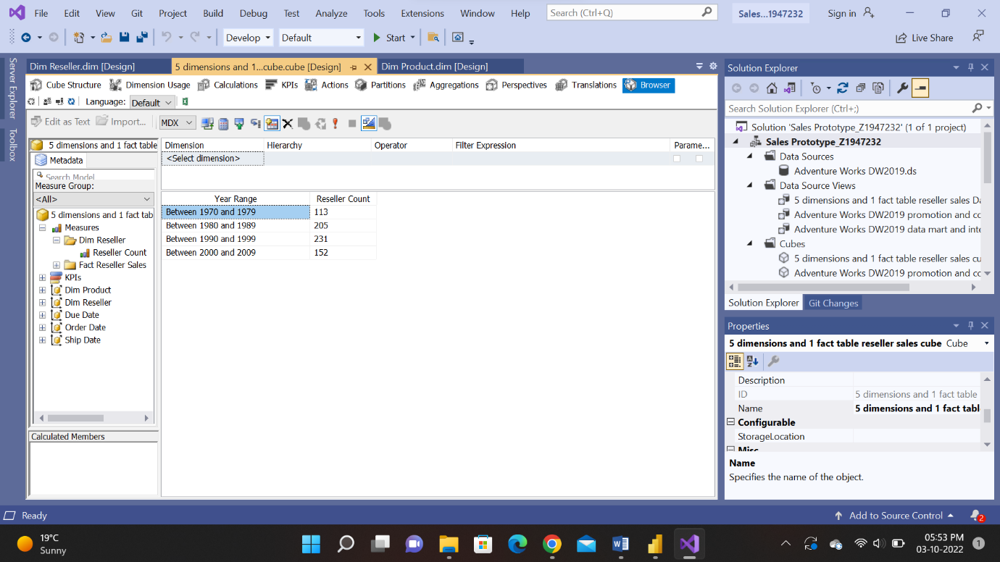 File Edit View Git Project Build Debug Test Analyze Tools Extensions Window Help Search (Ctrl+Q) Sales...1947232 Sign in
Develop Default Start Live Share
Server Explorer
Toolbox
Dim Reseller.dim [Design] 5 dimensions and 1...cube.cube [Design] Dim Product.dim [Design]
Cube Structure Dimension Usage Calculations KPIs Actions Partitions Aggregations Perspectives Translations Browser
Language: Default
Edit as Text Import... MDX
5 dimensions and 1 fact table
Metadata
Search Model
Measure Group:
<All>
5 dimensions and 1 fact tab
Measures
Dim Reseller
Reseller Count
Fact Reseller Sales
KPIs
Dim Product
Dim Reseller
Due Date
Order Date
Ship Date
Calculated Members
Dimension Hierarchy Operator Filter Expression Parame...
<Select dimension>
Year Range Reseller Count
Between 1970 and 1979 113
Between 1980 and 1989 205
Between 1990 and 1999 231
Between 2000 and 2009 152
Solution Explorer
Search Solution Explorer (Ctrl+;)
Solution 'Sales Prototype_Z1947232' (1 of 1 project)
Sales Prototype_Z1947232
Data Sources
Adventure Works DW2019.ds
Data Source Views
5 dimensions and 1 fact table reseller sales Da
Adventure Works DW2019 promotion and cc
Adventure Works DW2019 data mart and inte
Cubes
5 dimensions and 1 fact table reseller sales cu
Adventure Works DW2019 promotion and cc
Solution Explorer Git Changes
Properties
5 dimensions and 1 fact table reseller sales cube Cube
Description
ID 5 dimensions and 1 fact table
Name 5 dimensions and 1 fact tabl
Configurable
StorageLocation
Misc
Name
Specifies the name of the object.
Ready Add to Source Control 2
19°C
Sunny
05:53 PM
03-10-2022
1